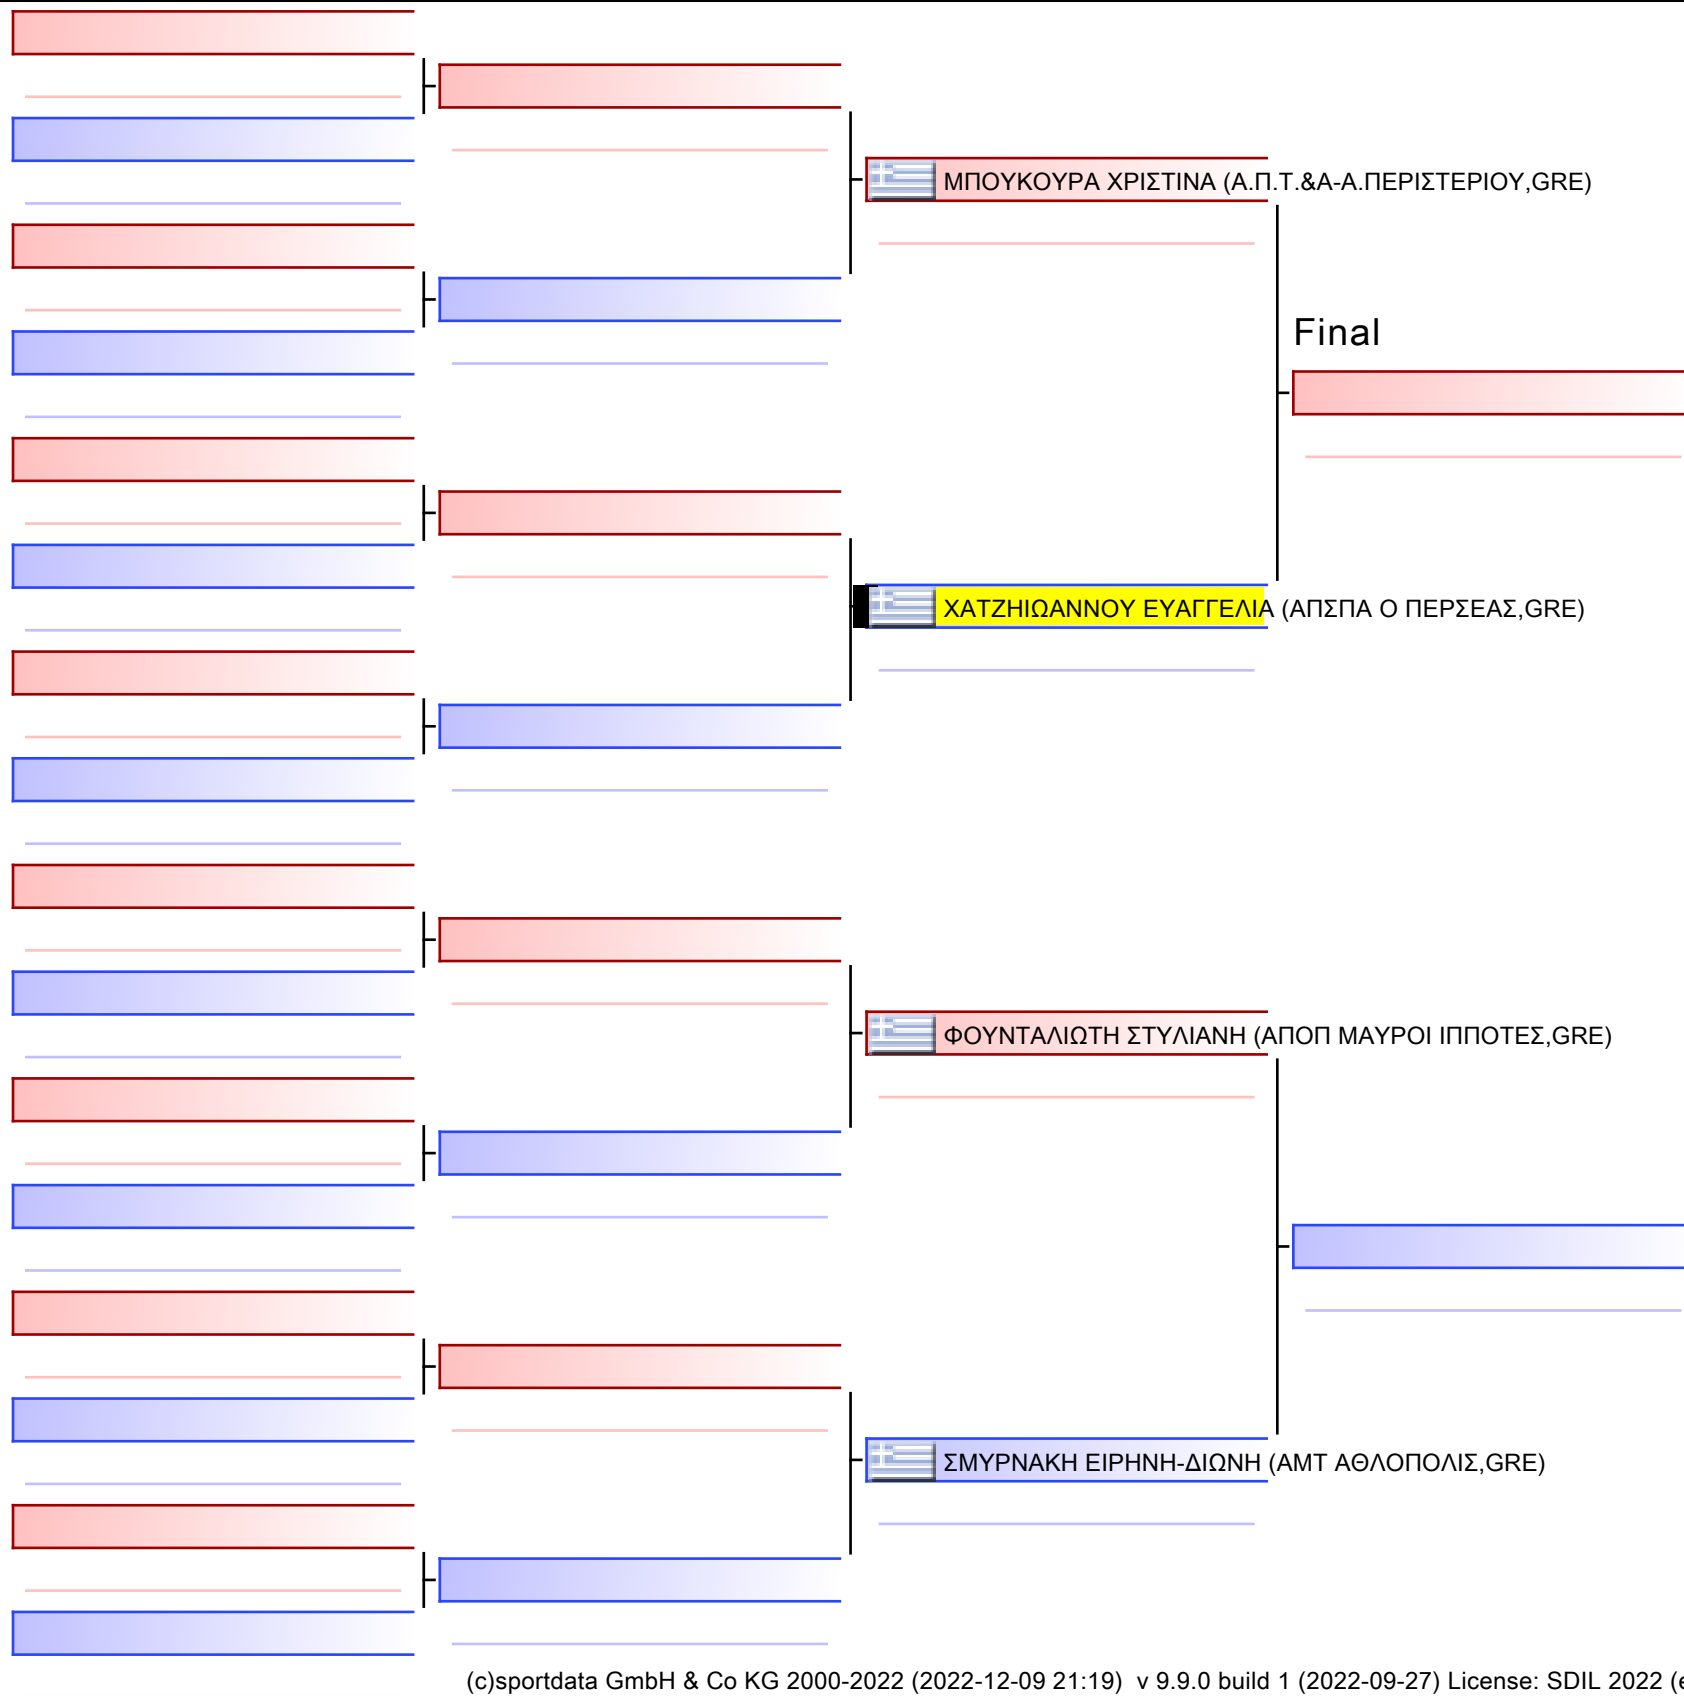 ΜΠΟΥΚΟΥΡΑ ΧΡΙΣΤΙΝΑ (Α.Π.Τ.&Α-Α.ΠΕΡΙΣΤΕΡΙΟΥ,GRE)
Final
ΧΑΤΖΗΙΩΑΝΝΟΥ ΕΥΑΓΓΕΛΙΑ (ΑΠΣΠΑ Ο ΠΕΡΣΕΑΣ,GRE)
ΦΟΥΝΤΑΛΙΩΤΗ ΣΤΥΛΙΑΝΗ (ΑΠΟΠ ΜΑΥΡΟΙ ΙΠΠΟΤΕΣ,GRE)
ΣΜΥΡΝΑΚΗ ΕΙΡΗΝΗ-ΔΙΩΝΗ (ΑΜΤ ΑΘΛΟΠΟΛΙΣ,GRE)
(c)sportdata GmbH & Co KG 2000-2022 (2022-12-09 21:19) v 9.9.0 build 1 (2022-09-27) License: SDIL 2022 (